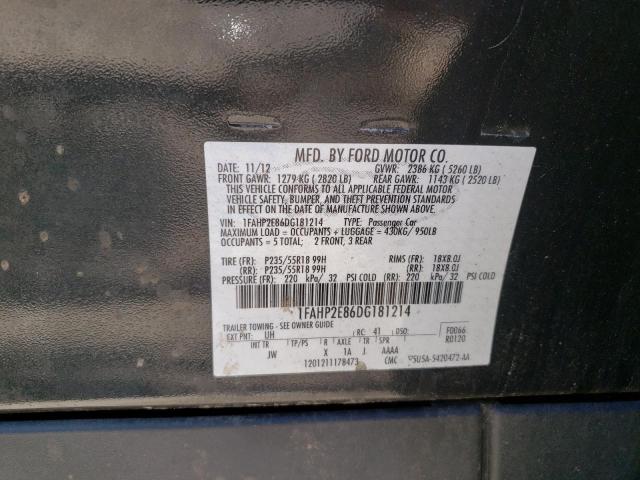 MFD. BY FORD MOTOR CO.
DATE: 11/12 GVWR: 2386 KG ( 5260 LB)
FRONT GAWR: 1279 KG ( 2820 LB) REAR GAWR: 1143 KG ( 2520 LB)
THIS VEHICLE CONFORMS TO ALL APPLICABLE FEDERAL MOTOR
VEHICLE SAFETY, BUMPER, AND THEFT PREVENTION STANDARDS
IN EFFECT ON THE DATE OF MANUFACTURE SHOWN ABOVE.
VIN: 1FAHP2E86DG181214 TYPE: Passenger Car
MAXIMUM LOAD = OCCUPANTS + LUGGAGE = 430KG/ 950LB
OCCUPANTS = 5 TOTAL; 2 FRONT, 3 REAR
TIRE (FR): P235/55R18 99H RIMS (FR): 18X8.0J
(RR): P235/55R18 99H (RR): 18X8.0J
PRESSURE (FR): 220 kPa/ 32 PSI COLD (RR): 220 kPa/ 32 PSI COLD
1FAHP2E86DG181214
TRAILER TOWING - SEE OWNER GUIDE
EXT PNT: UH RC: 41 DSO: F0066
INT TR TP/PS R AXLE TR SPR R0120
JW X 1A J AAAA
1201211178473 CMC 5U5A-5420472-AA